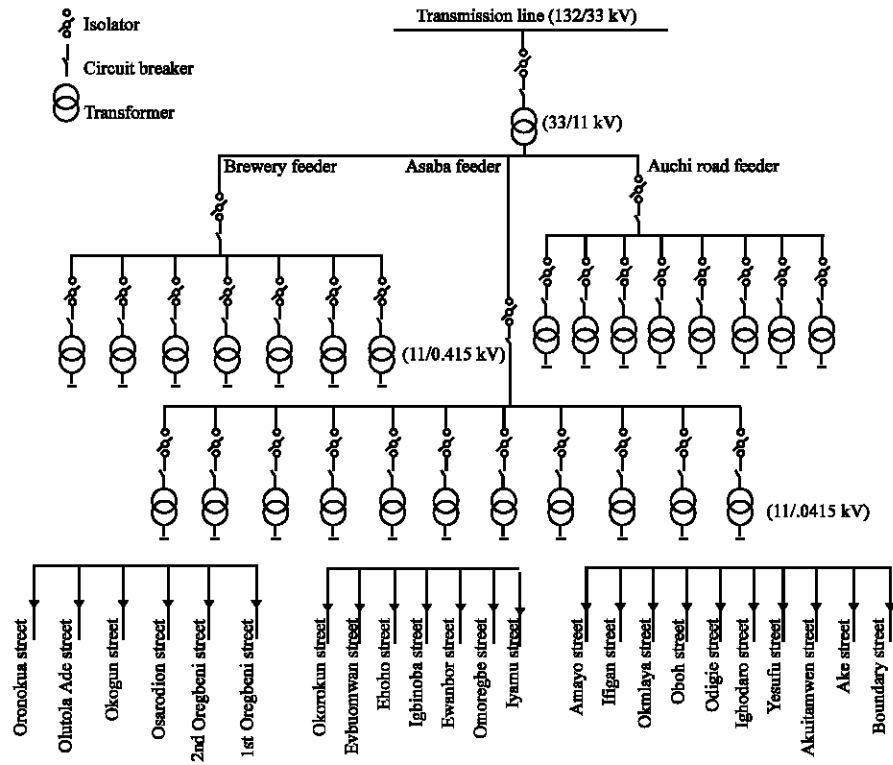 Isolator
Transmission line (132/33 kV)
Circuit breaker
Transformer
(33/11 kV)
Brewery feeder
Asaba feeder
Auchi road feeder
(11/0.415 kV)
(11/.0415 kV)
Oronokua street
Olutola Ade street
Okogun street
Osarodion street
2nd Oregbeni street
1st Oregbeni street
Okorokun street
Evbuomwan street
Ehoho street
Igbinoba street
Ewanbor street
Omoregbe street
Iyamu street
Amayo street
Ifigan street
Okmlaya street
Oboh street
Odigie street
Ighodaro street
Yesufu street
Akuitamwen street
Ake street
Boundary street